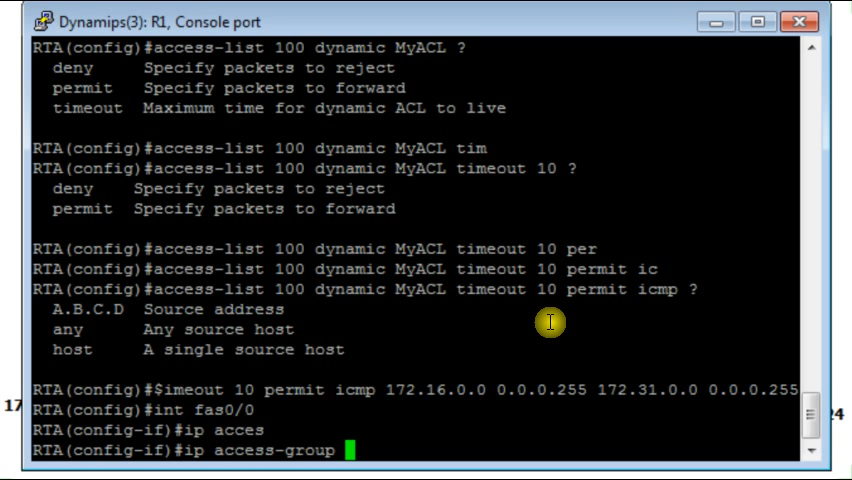 Dynamips(3): R1, Console port
RTA(config)#access-list 100 dynamic MyACL ?
deny Specify packets to reject
permit Specify packets to forward
timeout Maximum time for dynamic ACL to live
RTA(config)#access-list 100 dynamic MyACL tim
RTA(config)#access-list 100 dynamic MyACL timeout 10 ?
deny Specify packets to reject
permit Specify packets to forward
RTA(config)#access-list 100 dynamic MyACL timeout 10 per
RTA(config)#access-list 100 dynamic MyACL timeout 10 permit ic
RTA(config)#access-list 100 dynamic MyACL timeout 10 permit icmp ?
A.B.C.D Source address
any Any source host
host A single source host
RTA(config)#$imeout 10 permit icmp 172.16.0.0 0.0.0.255 172.31.0.0 0.0.0.255
17
24
RTA(config)#int fas0/0
RTA(config-if)#ip acces
RTA(config-if)#ip access-group